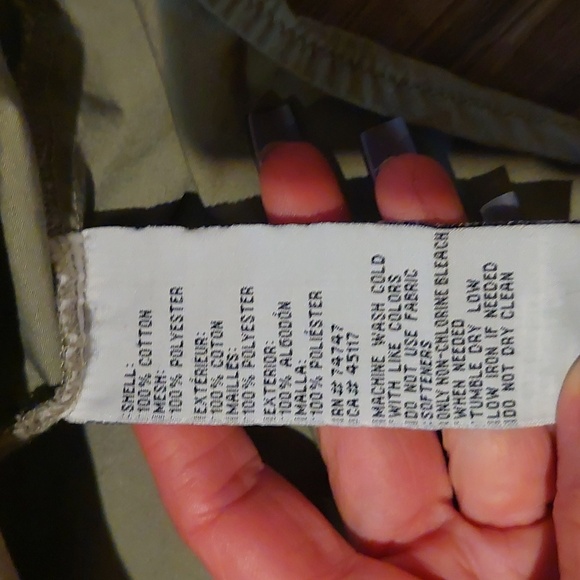 SHELL:
100% COTTON
MESH:
100% POLYESTER
EXTÉRIEUR:
100% COTON
MAILLES:
100% POLYESTER
EXTERIOR:
100% ALGODÓN
MALLA:
100% POLIÉSTER
RN# 74747
CA# 45117
MACHINE WASH COLD
WITH LIKE COLORS
DO NOT USE FABRIC
SOFTENERS
ONLY NON-CHLORINE BLEACH
WHEN NEEDED
TUMBLE DRY LOW
LOW IRON IF NEEDED
DO NOT DRY CLEAN